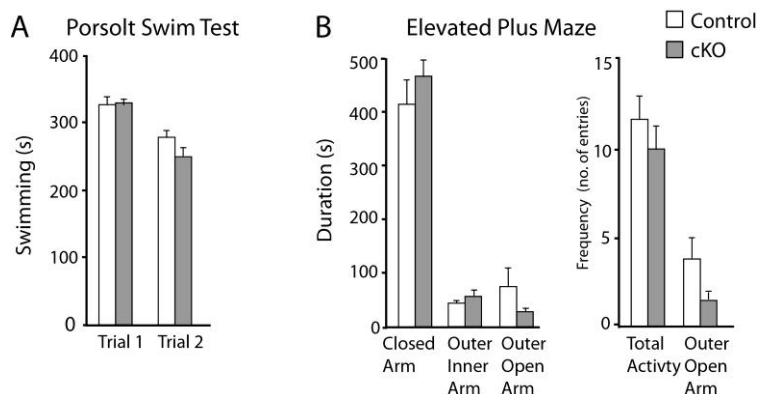 A Porsolt Swim Test
B Elevated Plus Maze
Control
cKO
Swimming (s)
400
300
200
100
0
Trial 1 Trial 2
Duration (s)
500
400
300
200
100
0
Closed Arm
Outer Inner Arm
Outer Open Arm
Frequency (no. of entries)
15
10
5
0
Total Activty
Outer Open Arm